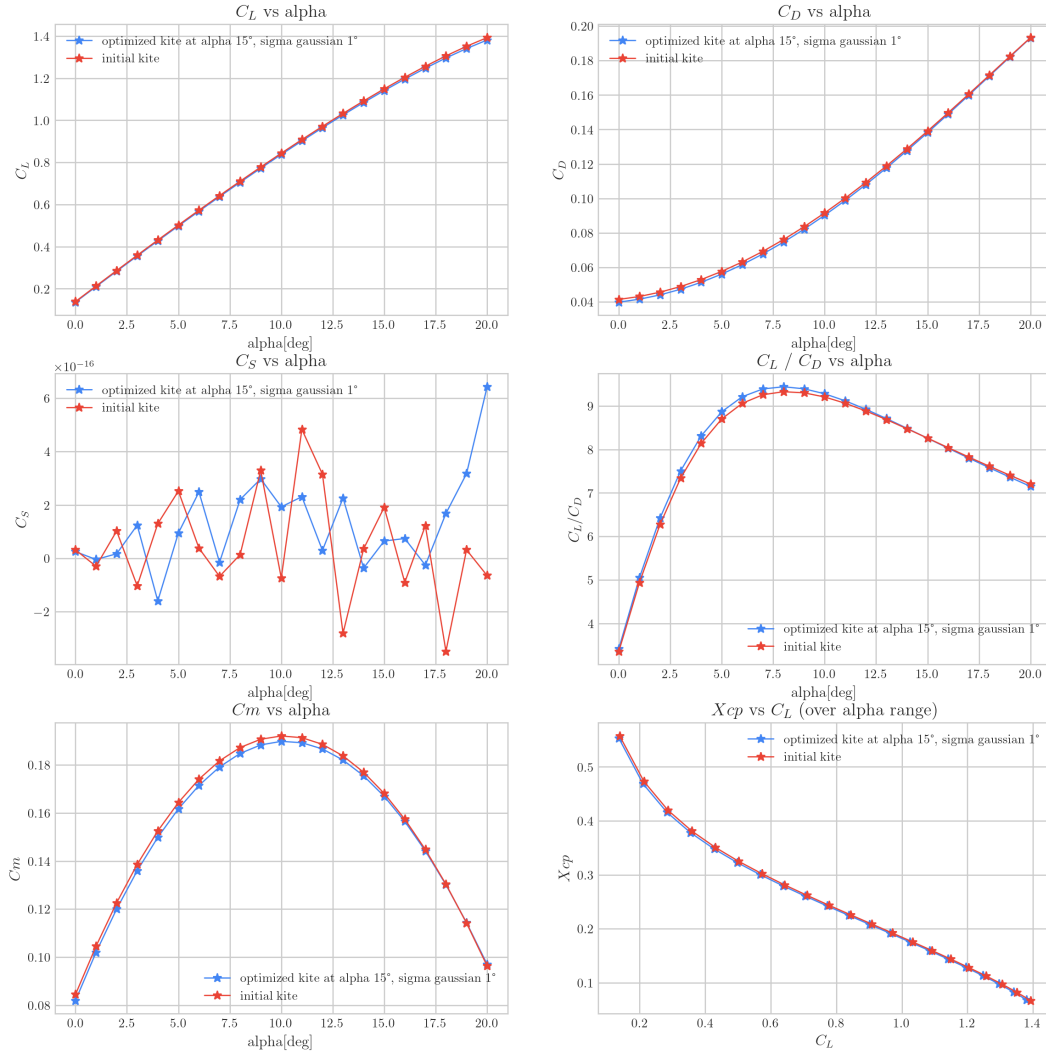 C_L vs alpha
optimized kite at alpha 15°, sigma gaussian 1°
initial kite
1.4
1.2
1.0
0.8
0.6
0.4
0.2
C_L
0.0 2.5 5.0 7.5 10.0 12.5 15.0 17.5 20.0
alpha[deg]
C_D vs alpha
optimized kite at alpha 15°, sigma gaussian 1°
initial kite
0.20
0.18
0.16
0.14
0.12
0.10
0.08
0.06
0.04
C_D
0.0 2.5 5.0 7.5 10.0 12.5 15.0 17.5 20.0
alpha[deg]
C_S vs alpha
×10⁻¹⁶
optimized kite at alpha 15°, sigma gaussian 1°
initial kite
6
4
2
0
−2
C_S
0.0 2.5 5.0 7.5 10.0 12.5 15.0 17.5 20.0
alpha[deg]
C_L / C_D vs alpha
9
8
7
6
5
4
C_L/C_D
optimized kite at alpha 15°, sigma gaussian 1°
initial kite
0.0 2.5 5.0 7.5 10.0 12.5 15.0 17.5 20.0
alpha[deg]
Cm vs alpha
0.18
0.16
0.14
0.12
0.10
0.08
Cm
optimized kite at alpha 15°, sigma gaussian 1°
initial kite
0.0 2.5 5.0 7.5 10.0 12.5 15.0 17.5 20.0
alpha[deg]
Xcp vs C_L (over alpha range)
optimized kite at alpha 15°, sigma gaussian 1°
initial kite
0.5
0.4
0.3
0.2
0.1
Xcp
0.2 0.4 0.6 0.8 1.0 1.2 1.4
C_L